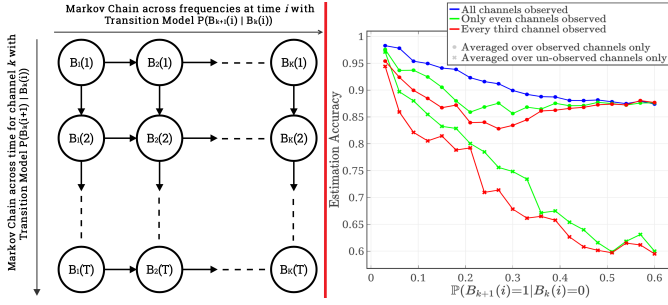 Markov Chain across frequencies at time i with
Transition Model P(Bₖ₊₁(i) | Bₖ(i))
Markov Chain across time for channel k with
Transition Model P(Bₖ(i+1) | Bₖ(i))
B₁(1) B₂(1) B_K(1)
B₁(2) B₂(2) B_K(2)
B₁(T) B₂(T) B_K(T)
All channels observed
Only even channels observed
Every third channel observed
Averaged over observed channels only
Averaged over un-observed channels only
Estimation Accuracy
1
0.95
0.9
0.85
0.8
0.75
0.7
0.65
0.6
0 0.1 0.2 0.3 0.4 0.5 0.6
ℙ(Bₖ₊₁(i)=1|Bₖ(i)=0)